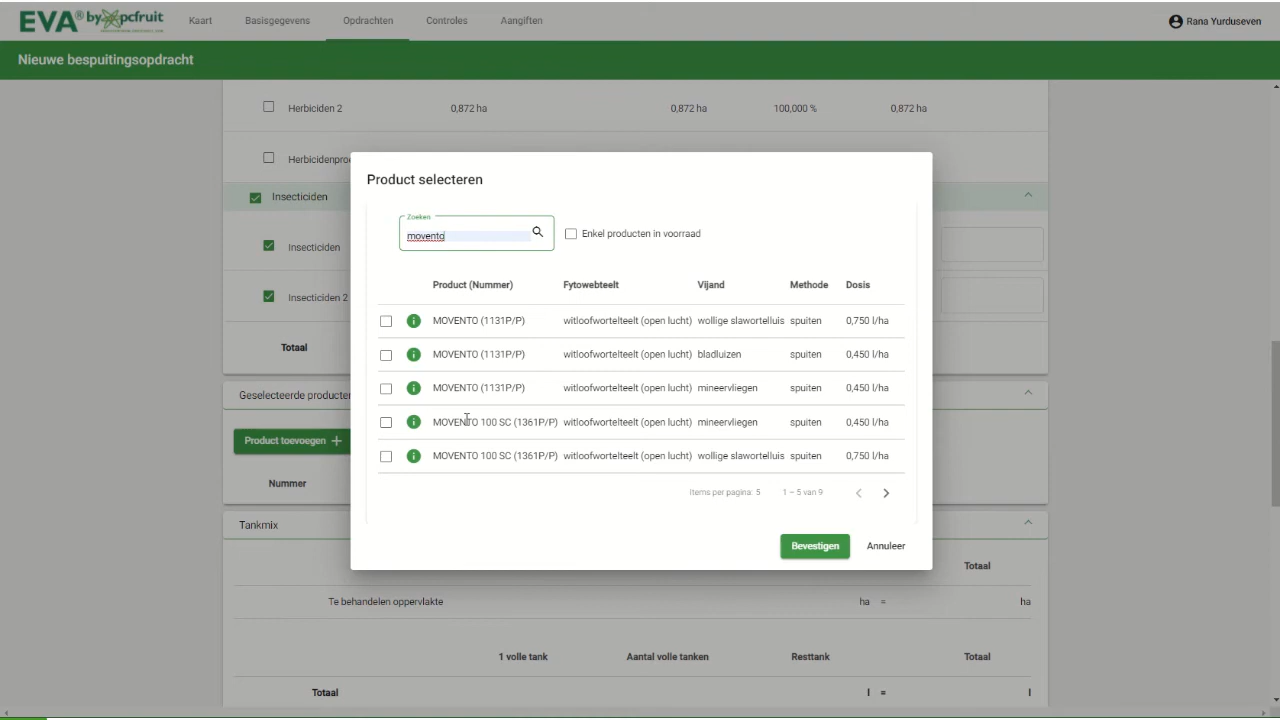 EVA® by pcfruit
Kaart Basisgegevens Opdrachten Controles Aangiften Rana Yurduseven
Nieuwe bespuitingsopdracht
Herbiciden 2 0,872 ha 0,872 ha 100,000 % 0,872 ha
Herbicidenproe
Insecticiden
Insecticiden
Insecticiden 2
Totaal
Geselecteerde producten
Product toevoegen +
Nummer
Product selecteren
Zoeken
movento
Enkel producten in voorraad
Product (Nummer) Fytowebteelt Vijand Methode Dosis
MOVENTO (1131P/P) witloofwortelteelt (open lucht) wollige slawortelluis spuiten 0,750 l/ha
MOVENTO (1131P/P) witloofwortelteelt (open lucht) bladluizen spuiten 0,450 l/ha
MOVENTO (1131P/P) witloofwortelteelt (open lucht) mineervliegen spuiten 0,450 l/ha
MOVENTO 100 SC (1361P/P) witloofwortelteelt (open lucht) mineervliegen spuiten 0,450 l/ha
MOVENTO 100 SC (1361P/P) witloofwortelteelt (open lucht) wollige slawortelluis spuiten 0,750 l/ha
Items per pagina: 5 1 – 5 van 9
Bevestigen Annuleer
Tankmix
Totaal
Te behandelen oppervlakte ha = ha
1 volle tank Aantal volle tanken Resttank Totaal
Totaal l = l